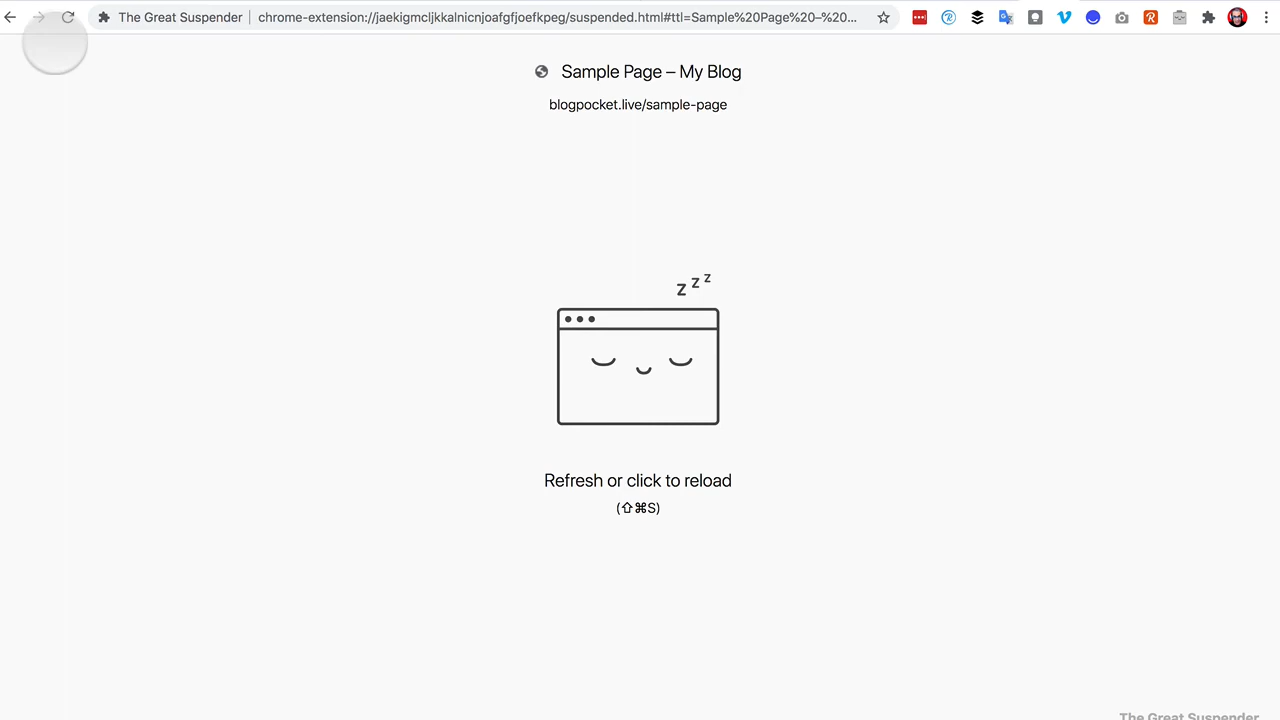 The Great Suspender
chrome-extension://jaekigmcljkkalnicnjoafgfjoefkpeg/suspended.html#ttl=Sample%20Page%20–%20...
Sample Page – My Blog
blogpocket.live/sample-page
z z z
Refresh or click to reload
(⇧⌘S)
The Great Suspender